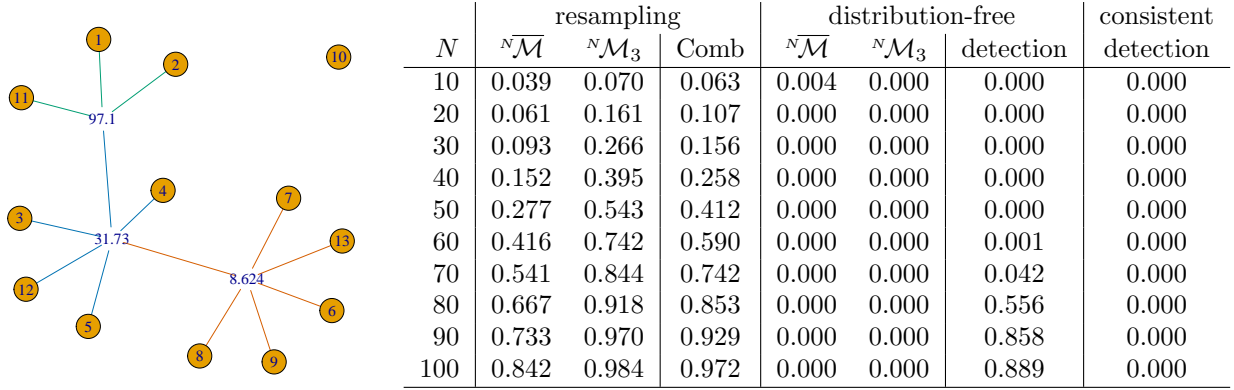 1
2
10
11
97.1
4
7
3
31.73
13
8.624
12
6
5
8
9
resampling distribution-free consistent
N ᴺM̅ ᴺM₃ Comb ᴺM̅ ᴺM₃ detection detection
10 0.039 0.070 0.063 0.004 0.000 0.000 0.000
20 0.061 0.161 0.107 0.000 0.000 0.000 0.000
30 0.093 0.266 0.156 0.000 0.000 0.000 0.000
40 0.152 0.395 0.258 0.000 0.000 0.000 0.000
50 0.277 0.543 0.412 0.000 0.000 0.000 0.000
60 0.416 0.742 0.590 0.000 0.000 0.001 0.000
70 0.541 0.844 0.742 0.000 0.000 0.042 0.000
80 0.667 0.918 0.853 0.000 0.000 0.556 0.000
90 0.733 0.970 0.929 0.000 0.000 0.858 0.000
100 0.842 0.984 0.972 0.000 0.000 0.889 0.000